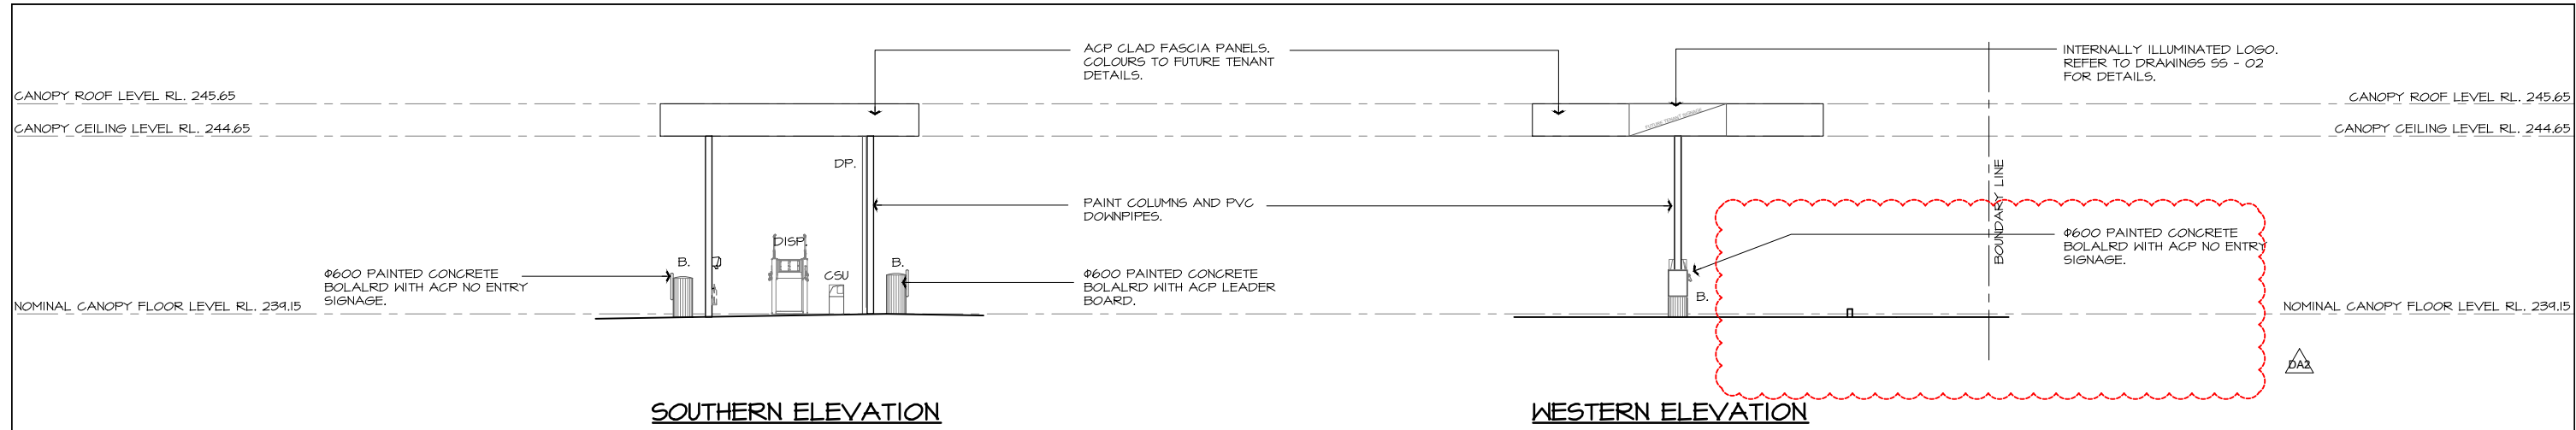 ACP CLAD FASCIA PANELS.
COLOURS TO FUTURE TENANT
DETAILS.
INTERNALLY ILLUMINATED LOGO.
REFER TO DRAWINGS SS - 02
FOR DETAILS.
CANOPY ROOF LEVEL RL. 245.65
CANOPY ROOF LEVEL RL. 245.65
CANOPY CEILING LEVEL RL. 244.65
CANOPY CEILING LEVEL RL. 244.65
FUTURE TENANT SIGNAGE
DP.
BOUNDARY LINE
PAINT COLUMNS AND PVC
DOWNPIPES.
DISP.
B.
CSU
B.
Φ600 PAINTED CONCRETE
BOLALRD WITH ACP NO ENTRY
SIGNAGE.
Φ600 PAINTED CONCRETE
BOLALRD WITH ACP LEADER
BOARD.
Φ600 PAINTED CONCRETE
BOLALRD WITH ACP NO ENTRY
SIGNAGE.
B.
NOMINAL CANOPY FLOOR LEVEL RL. 239.15
NOMINAL CANOPY FLOOR LEVEL RL. 239.15
DA2
SOUTHERN ELEVATION
WESTERN ELEVATION